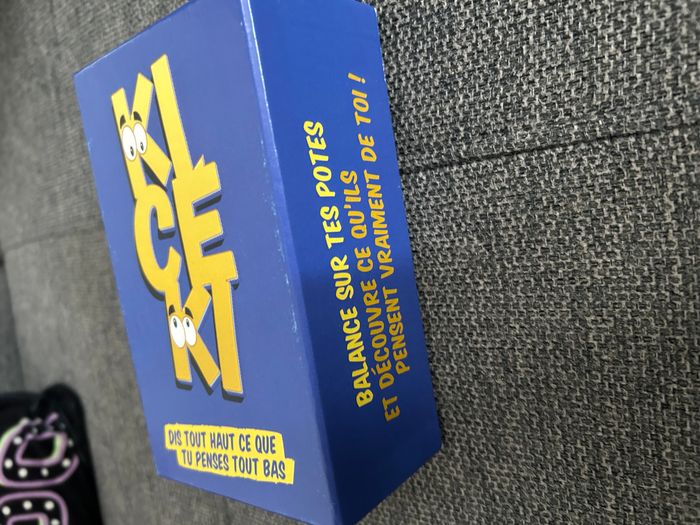 KI
ÇÉ
KI
DIS TOUT HAUT CE QUE
TU PENSES TOUT BAS
BALANCE SUR TES POTES
ET DÉCOUVRE CE QU'ILS
PENSENT VRAIMENT DE TOI !